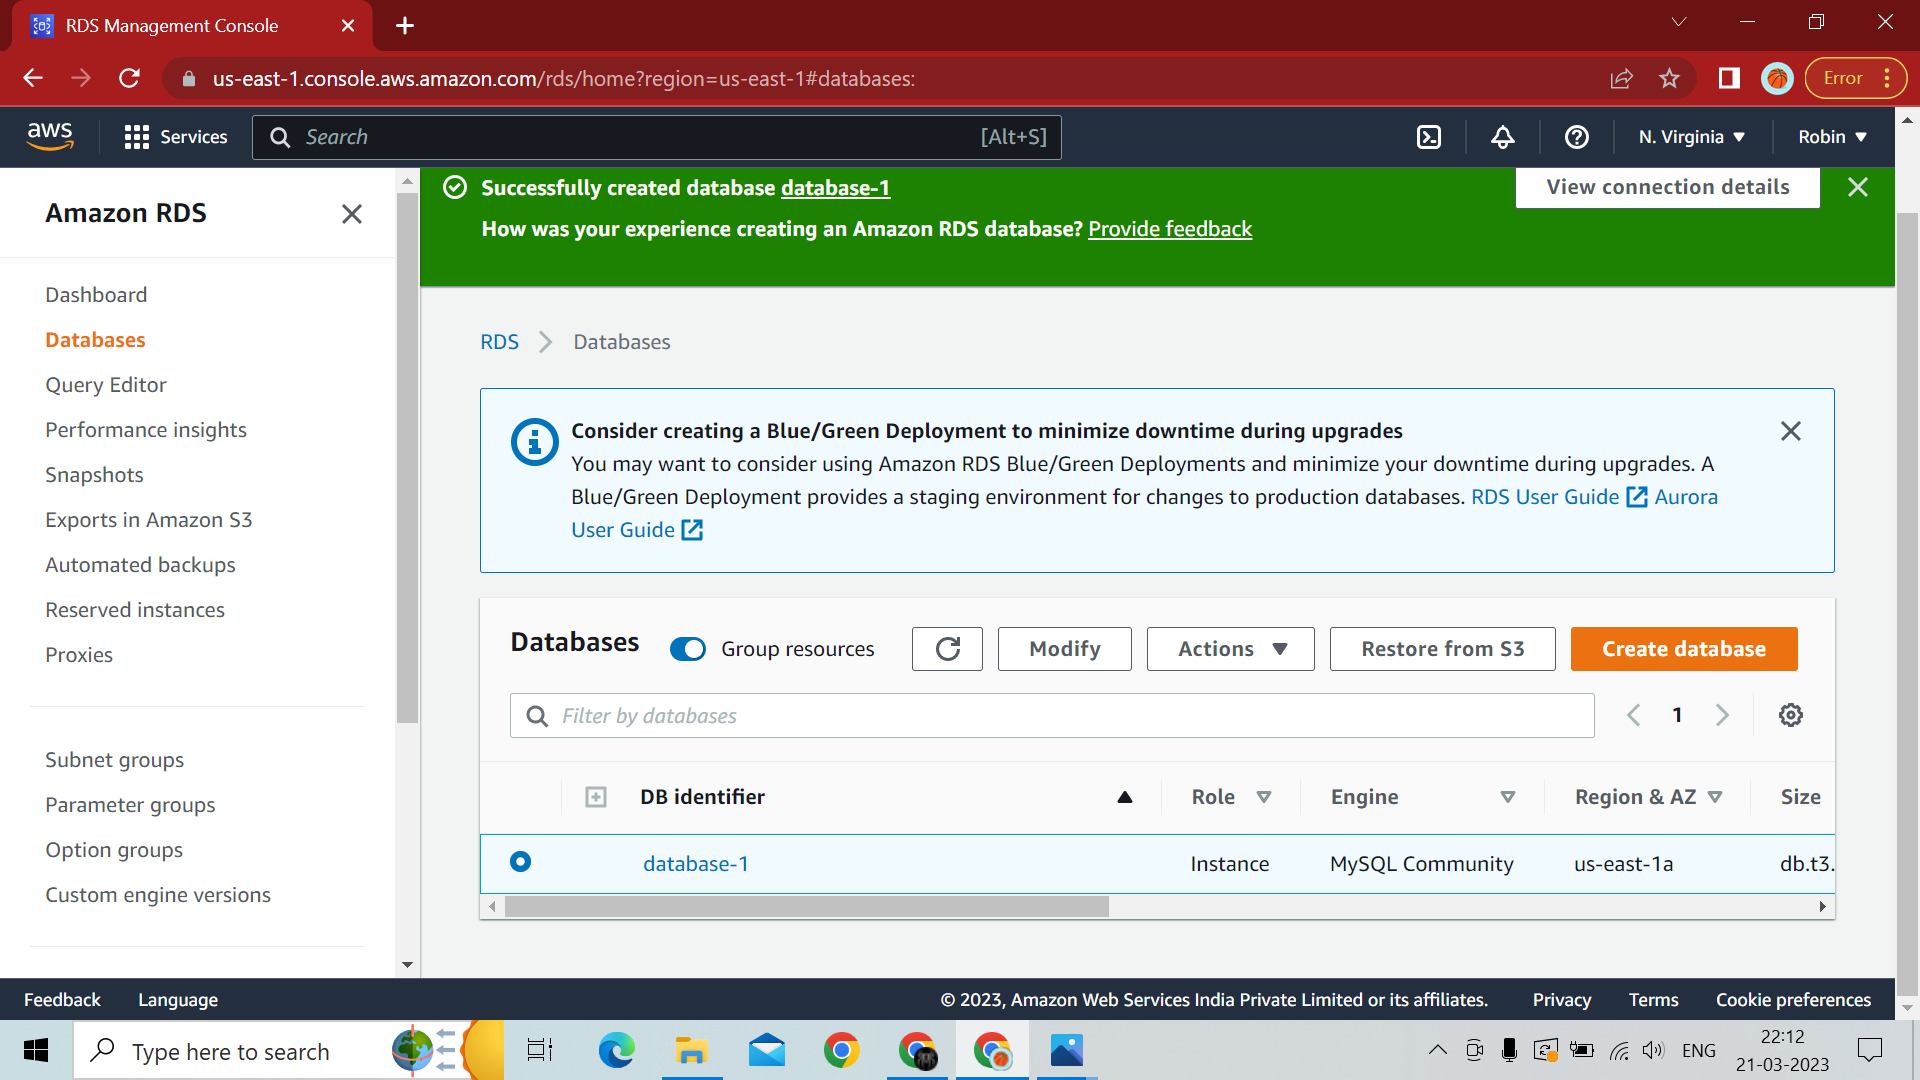 RDS Management Console
us-east-1.console.aws.amazon.com/rds/home?region=us-east-1#databases:
Error
aws
Services
Search
[Alt+S]
N. Virginia
Robin
Amazon RDS
Dashboard
Databases
Query Editor
Performance insights
Snapshots
Exports in Amazon S3
Automated backups
Reserved instances
Proxies
Subnet groups
Parameter groups
Option groups
Custom engine versions
Successfully created database database-1
View connection details
How was your experience creating an Amazon RDS database? Provide feedback
RDS
Databases
Consider creating a Blue/Green Deployment to minimize downtime during upgrades
You may want to consider using Amazon RDS Blue/Green Deployments and minimize your downtime during upgrades. A
Blue/Green Deployment provides a staging environment for changes to production databases. RDS User Guide Aurora
User Guide
Databases
Group resources
Modify
Actions
Restore from S3
Create database
Filter by databases
1
DB identifier
Role
Engine
Region & AZ
Size
database-1
Instance
MySQL Community
us-east-1a
db.t3.
Feedback
Language
© 2023, Amazon Web Services India Private Limited or its affiliates.
Privacy
Terms
Cookie preferences
Type here to search
ENG
22:12
21-03-2023